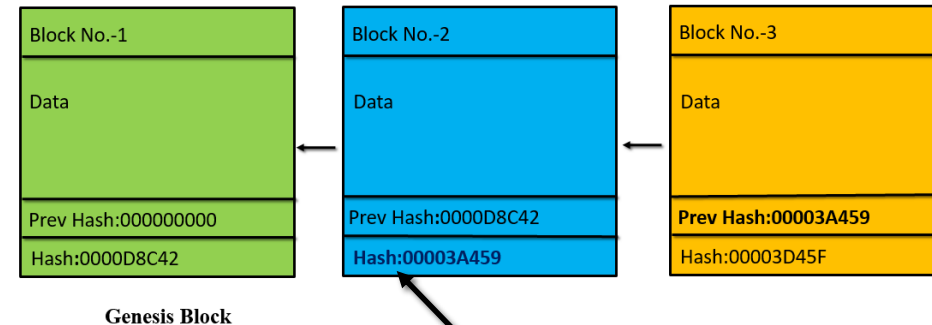 Block No.-1
Data
Prev Hash:000000000
Hash:0000D8C42
Genesis Block
Block No.-2
Data
Prev Hash:0000D8C42
Hash:00003A459
Block No.-3
Data
Prev Hash:00003A459
Hash:00003D45F